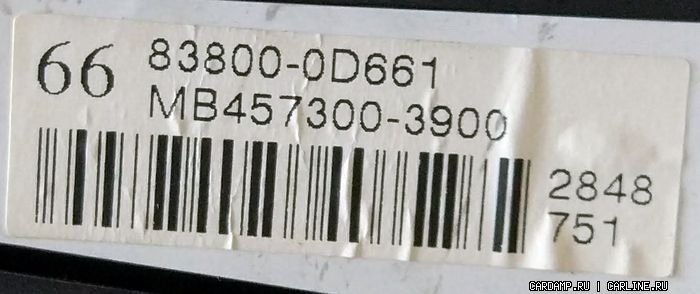 66
83800-0D661
MB457300-3900
2848
751
CARDAMP.RU | CARLINE.RU